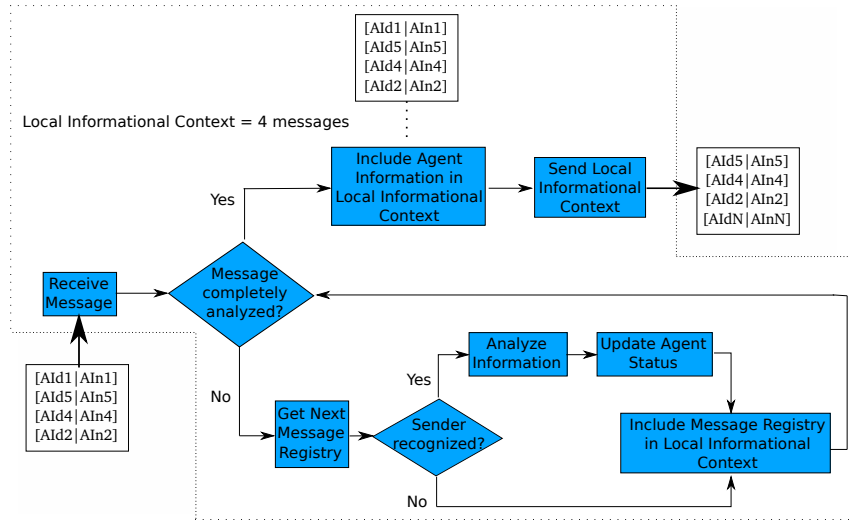 [AId1|AIn1]
[AId5|AIn5]
[AId4|AIn4]
[AId2|AIn2]
Local Informational Context = 4 messages
Include Agent
Information in
Local Informational
Context
Send Local
Informational
Context
[AId5|AIn5]
[AId4|AIn4]
[AId2|AIn2]
[AIdN|AInN]
Yes
Receive
Message
Message
completely
analyzed?
[AId1|AIn1]
[AId5|AIn5]
[AId4|AIn4]
[AId2|AIn2]
No
Get Next
Message
Registry
Sender
recognized?
Yes
Analyze
Information
Update Agent
Status
Include Message Registry
in Local Informational
Context
No